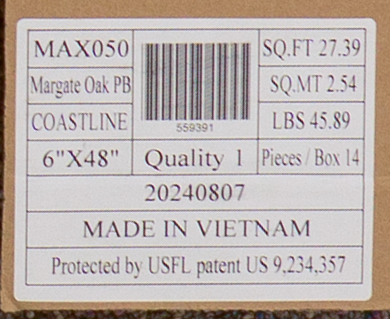 MAX050
SQ.FT 27.39
Margate Oak PB
SQ.MT 2.54
COASTLINE
559391
LBS 45.89
6"X48"
Quality 1
Pieces / Box 14
20240807
MADE IN VIETNAM
Protected by USFL patent US 9,234,357